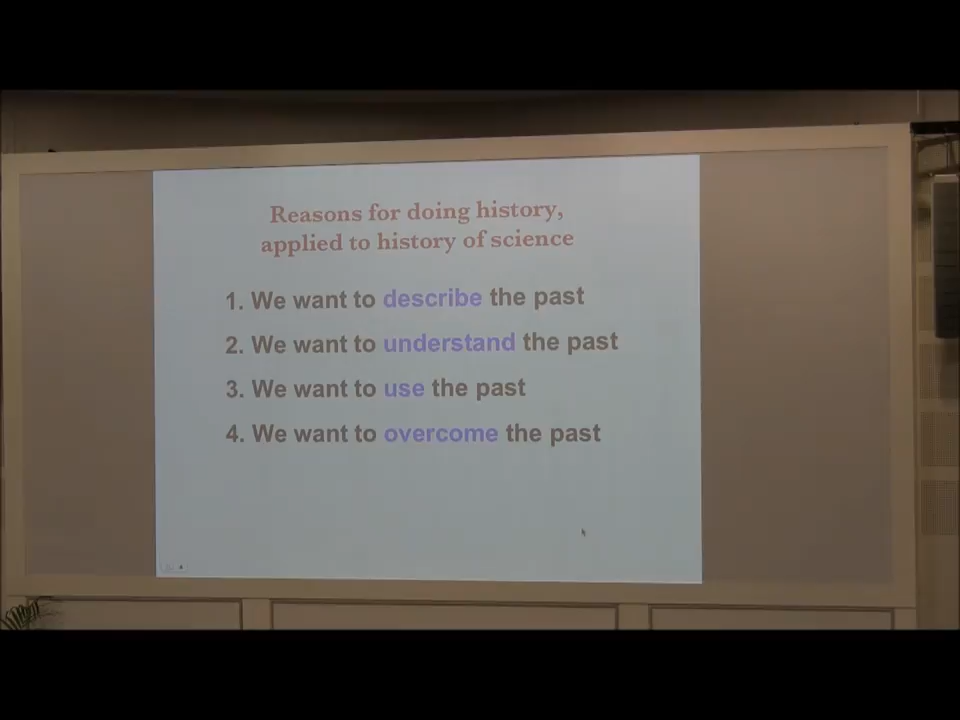 Reasons for doing history,
applied to history of science
1. We want to describe the past
2. We want to understand the past
3. We want to use the past
4. We want to overcome the past